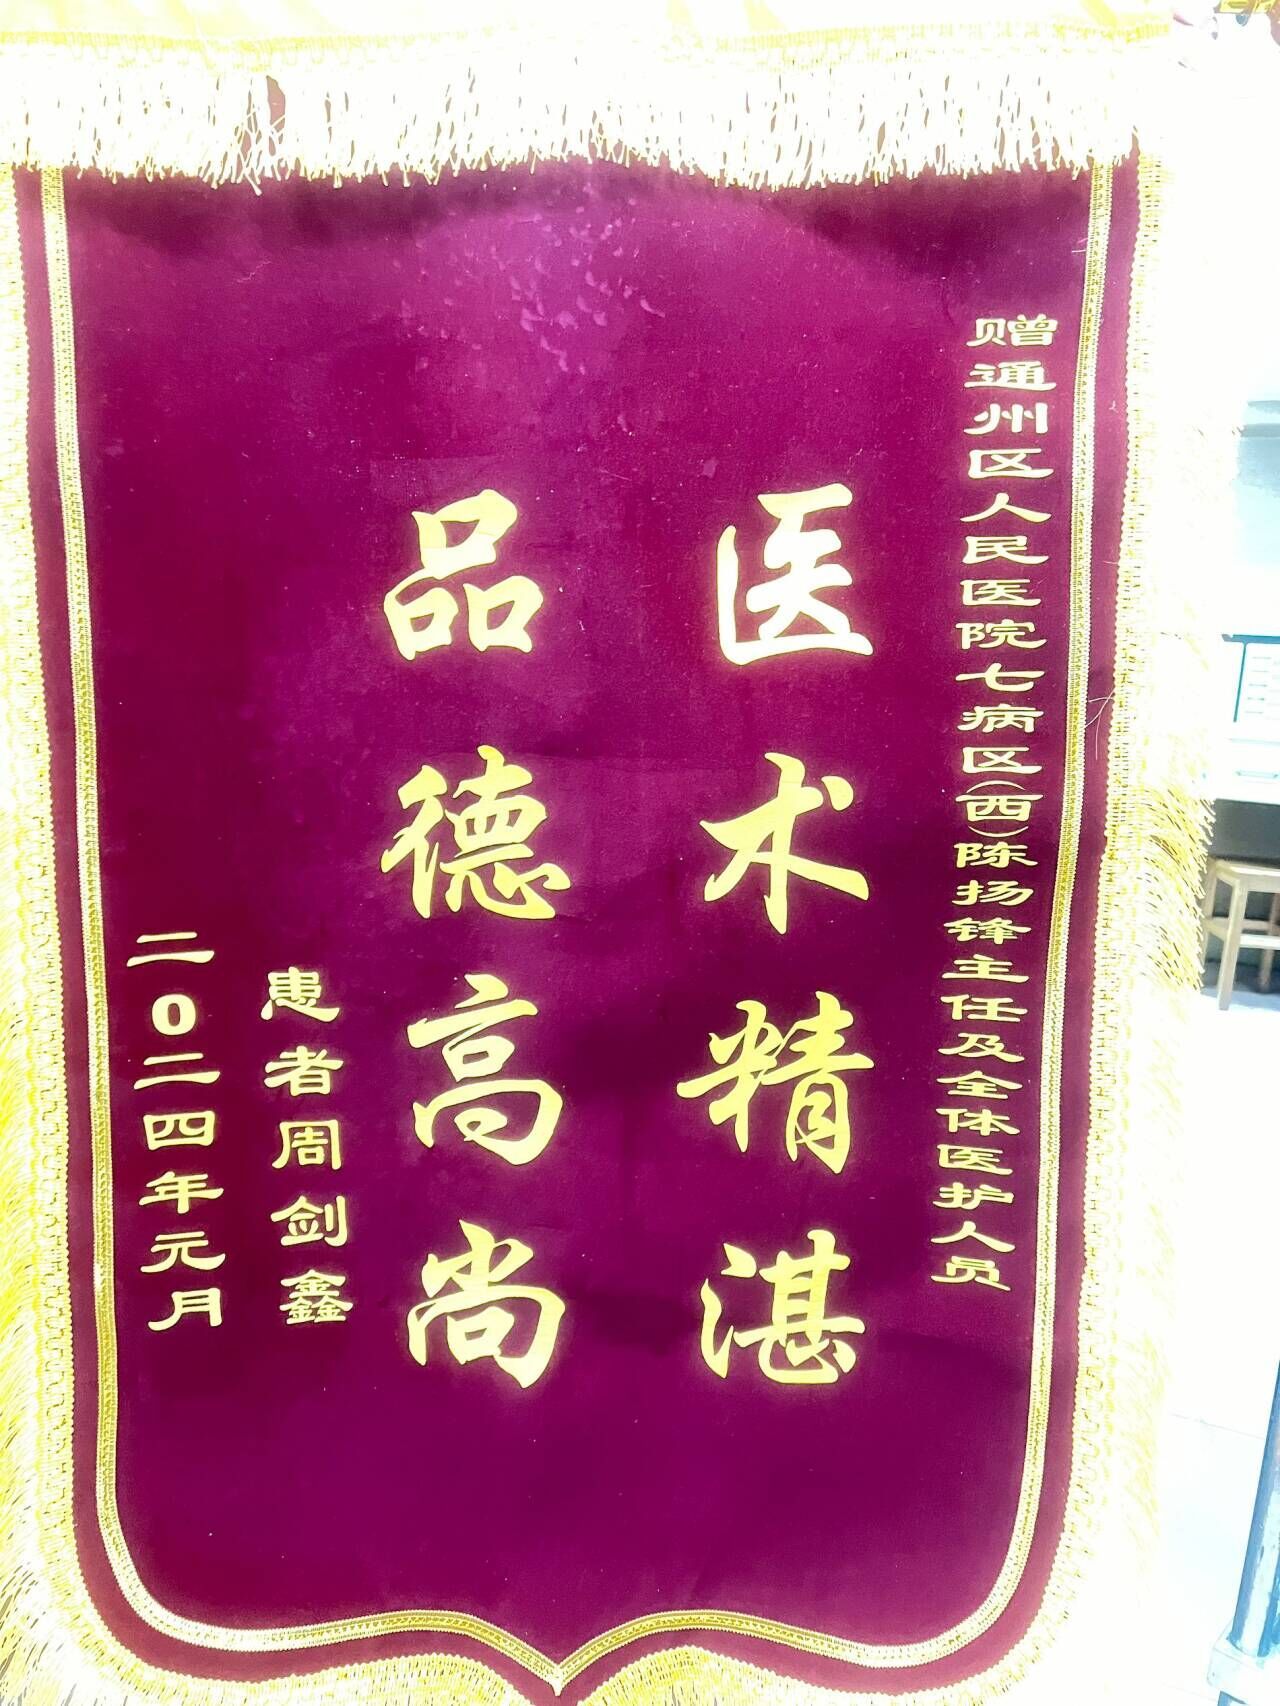 赠通州区人民医院七病区(西)陈扬锋主任及全体医护人员
医术精湛
品德高尚
患者周剑鑫
二0二四年元月